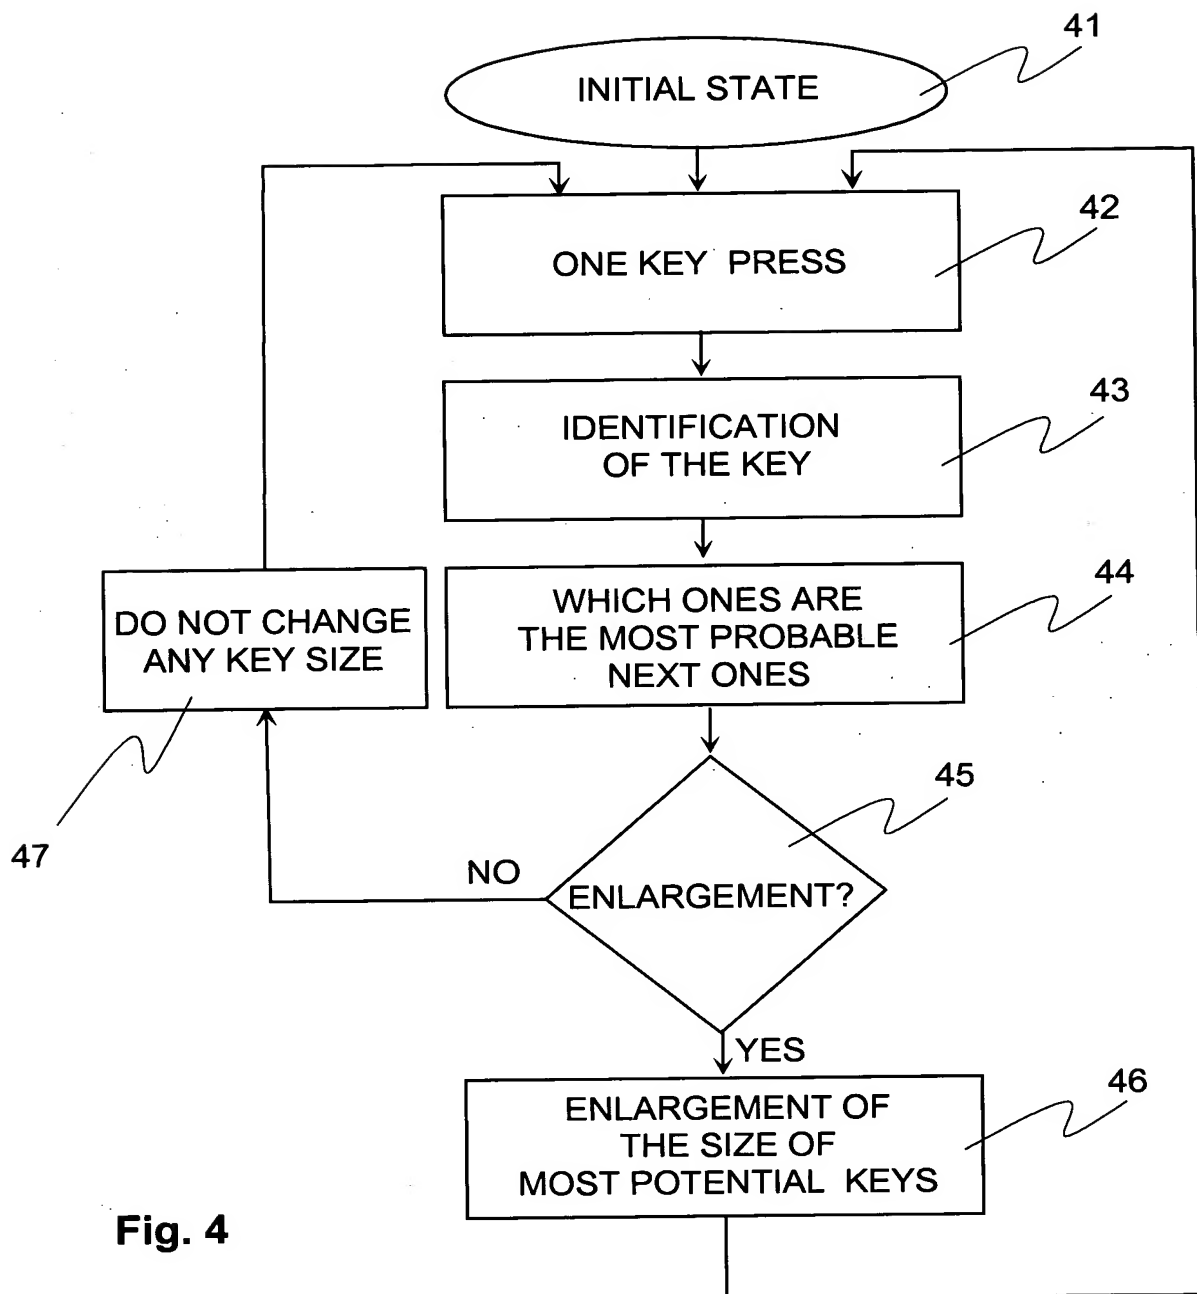 41
INITIAL STATE
42
ONE KEY PRESS
43
IDENTIFICATION
OF THE KEY
44
WHICH ONES ARE
THE MOST PROBABLE
NEXT ONES
DO NOT CHANGE
ANY KEY SIZE
45
47
NO
ENLARGEMENT?
YES
46
ENLARGEMENT OF
THE SIZE OF
MOST POTENTIAL KEYS
Fig. 4